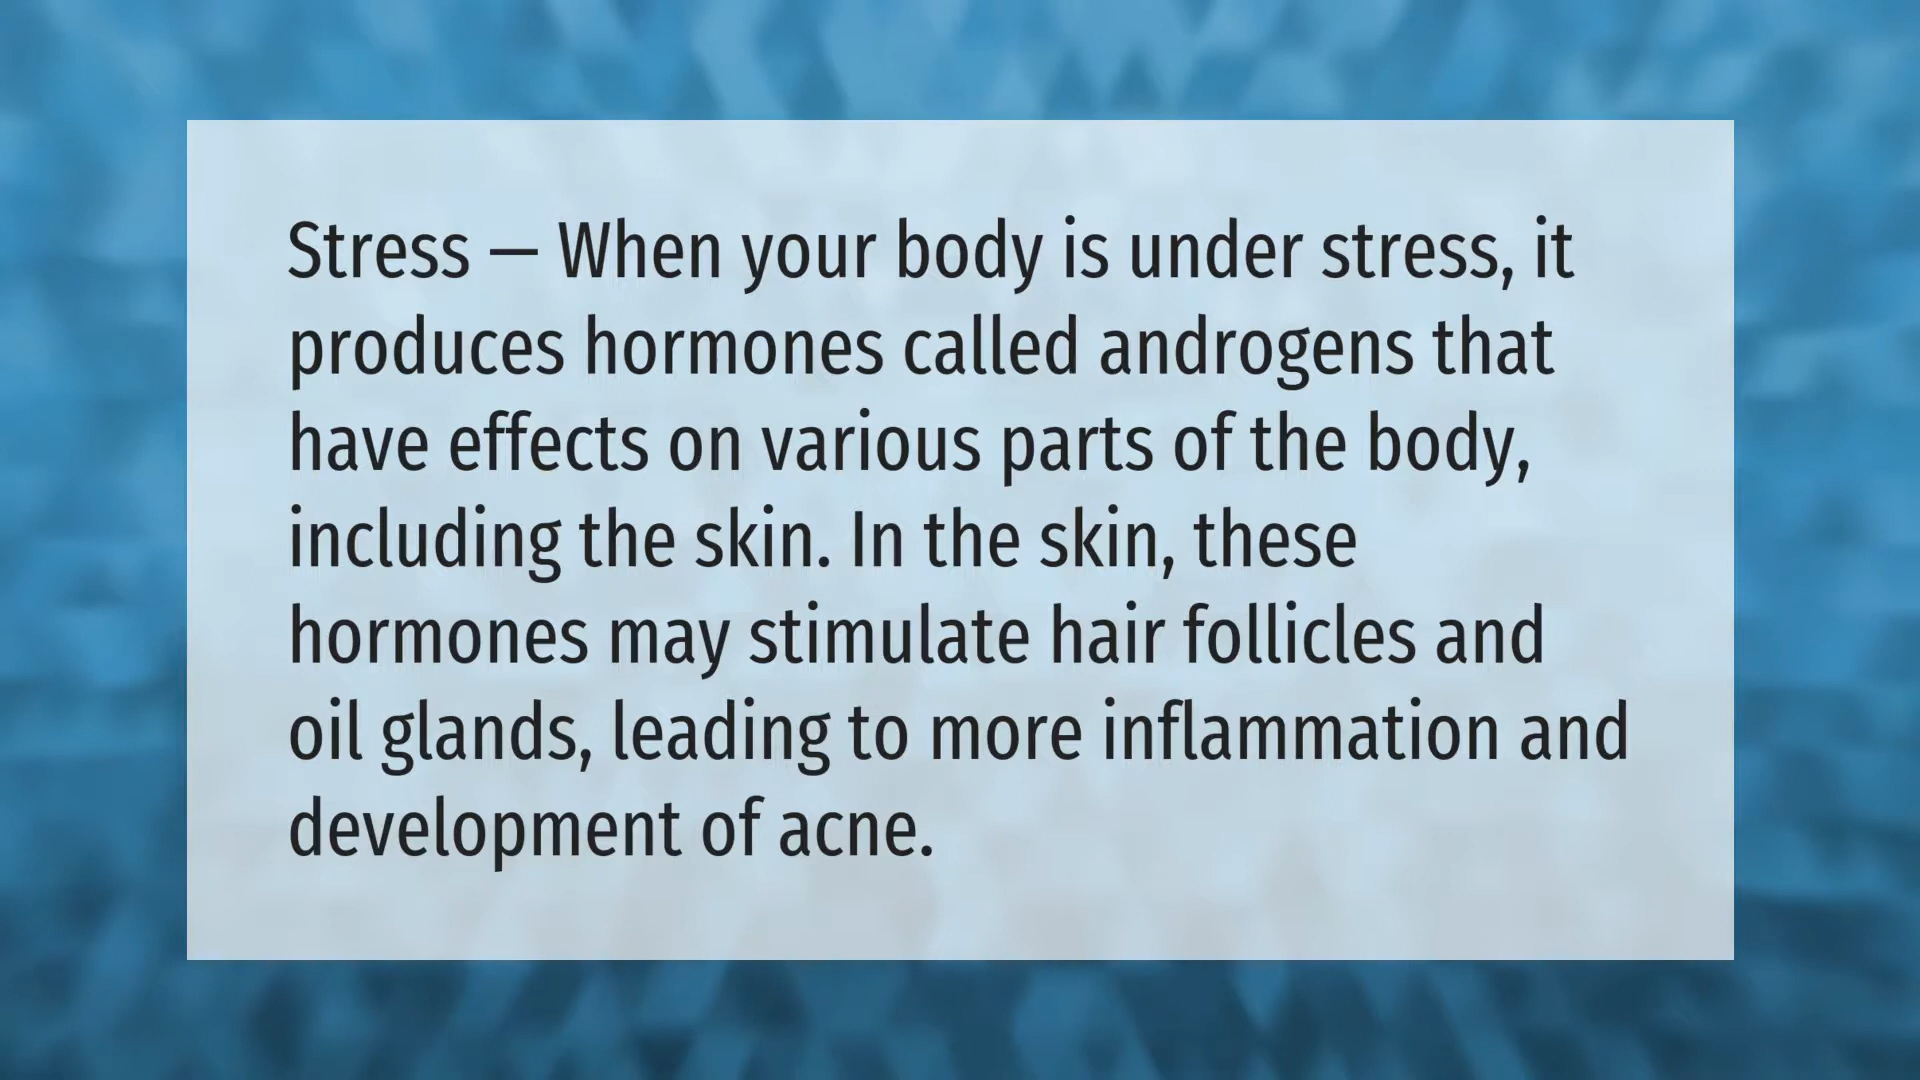 Stress — When your body is under stress, it
produces hormones called androgens that
have effects on various parts of the body,
including the skin. In the skin, these
hormones may stimulate hair follicles and
oil glands, leading to more inflammation and
development of acne.